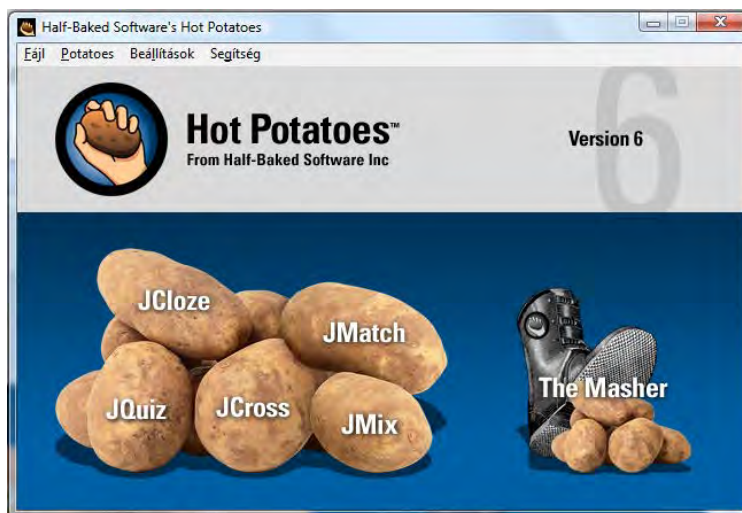 Half-Baked Software's Hot Potatoes
Fájl Potatoes Beállítások Segítség
Hot Potatoes™
From Half-Baked Software Inc
Version 6
6
JCloze
JMatch
JQuiz
JCross
JMix
The Masher